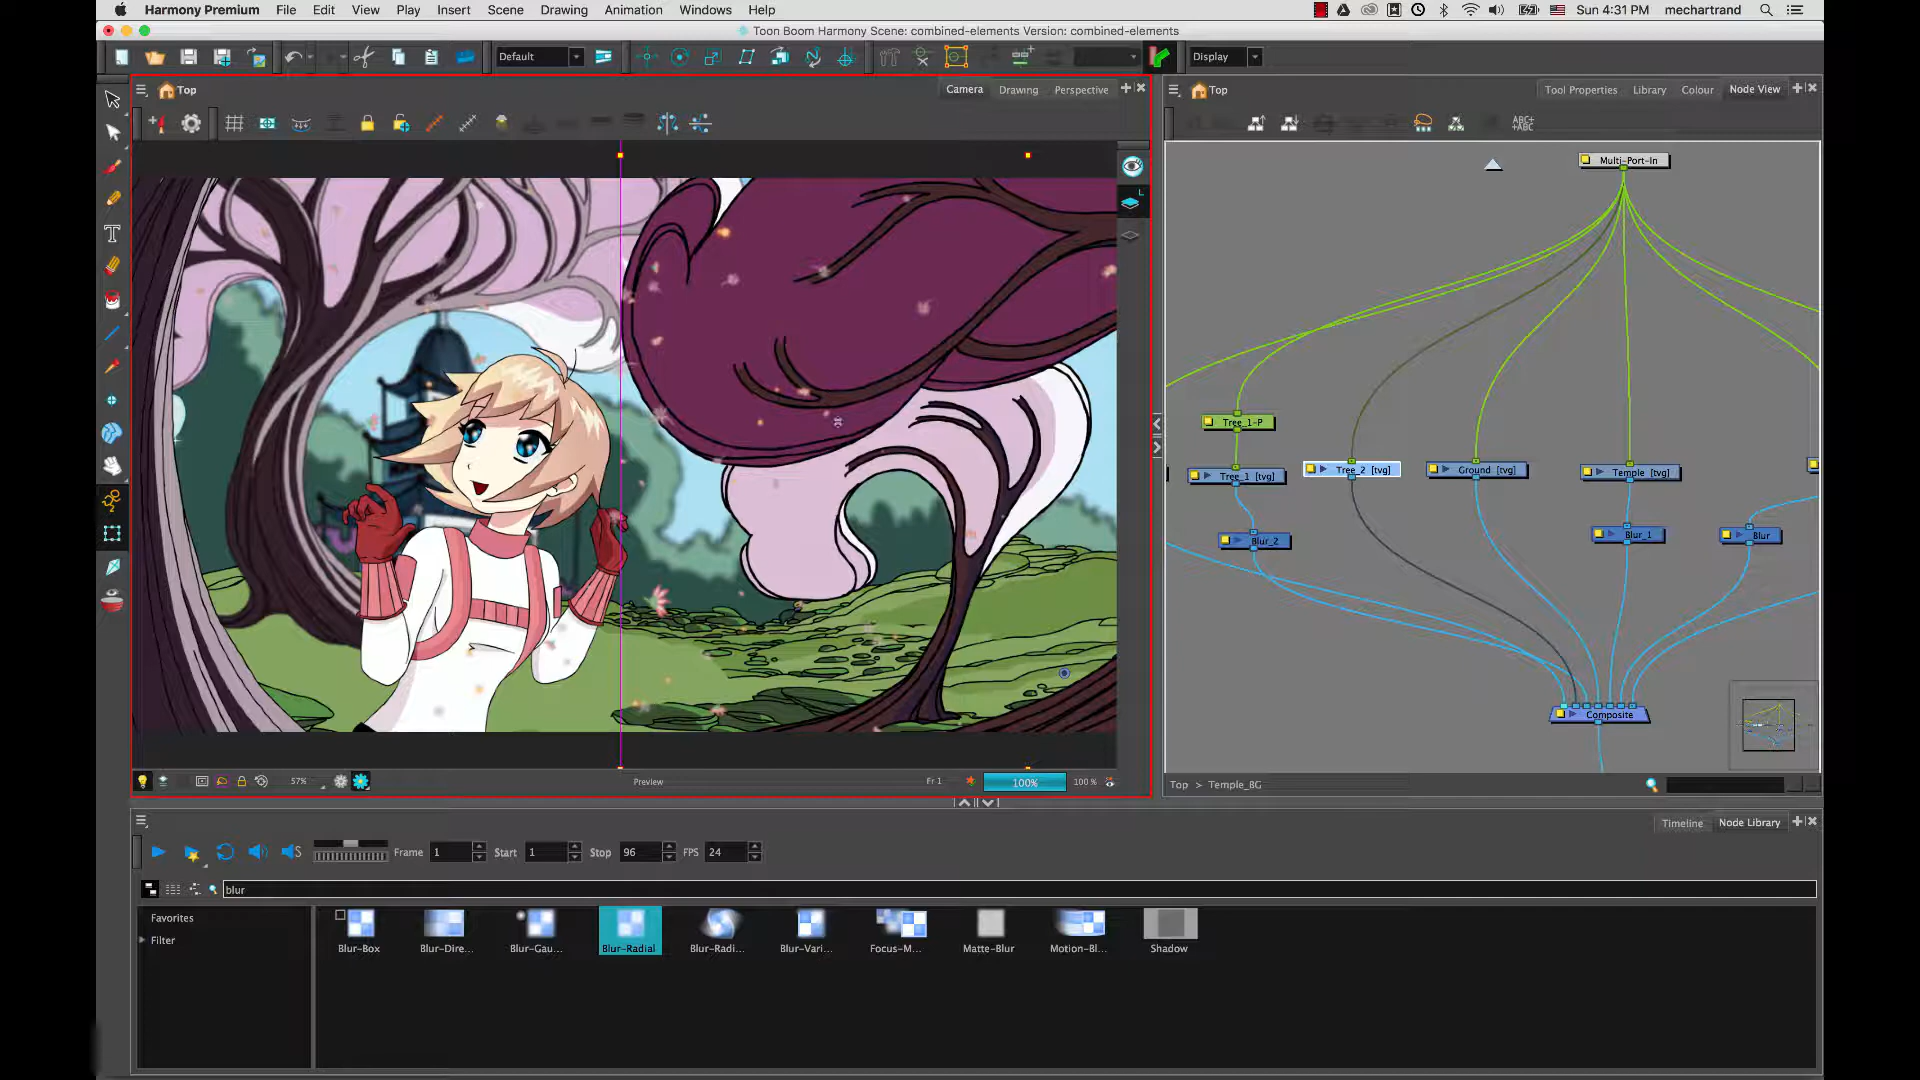 Harmony Premium File Edit View Play Insert Scene Drawing Animation Windows Help Sun 4:31 PM mechartrand
Toon Boom Harmony Scene: combined-elements Version: combined-elements
Default Display
Top Camera Drawing Perspective Top Tool Properties Library Colour Node View
ABC+
+ABC
Multi-Port-In
Tree_1-P
Tree_1 [tvg] Tree_2 [tvg] Ground [tvg] Temple [tvg]
Blur_2 Blur_1 Blur
Composite
57% Preview Fr 1 100% 100 % Top > Temple_BG
Timeline Node Library
Frame 1 Start 1 Stop 96 FPS 24
blur
Favorites
Filter
Blur-Box Blur-Dire... Blur-Gau... Blur-Radial Blur-Radi... Blur-Vari... Focus-M... Matte-Blur Motion-Bl... Shadow